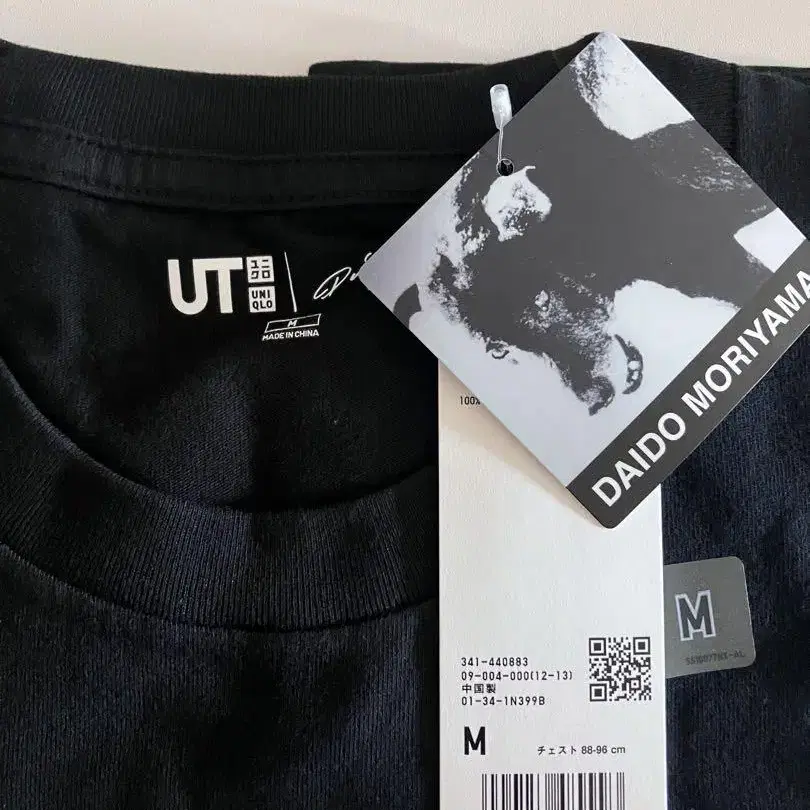 UT
ユニ
クロ
UNI
QLO
M
MADE IN CHINA
DAIDO MORIYAMA
100%
341-440883
09-004-000(12-13)
中国製
01-34-1N399B
M
チェスト 88-96 cm
M